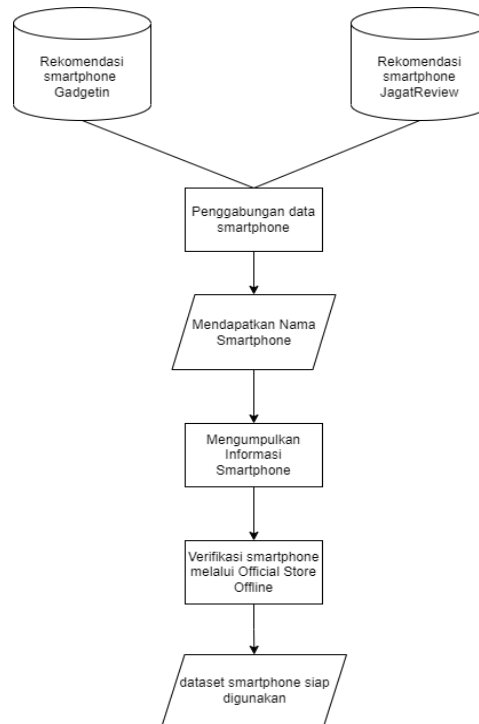 Rekomendasi
smartphone
Gadgetin
Rekomendasi
smartphone
JagatReview
Penggabungan data
smartphone
Mendapatkan Nama
Smartphone
Mengumpulkan
Informasi
Smartphone
Verifikasi smartphone
melalui Official Store
Offline
dataset smartphone siap
digunakan